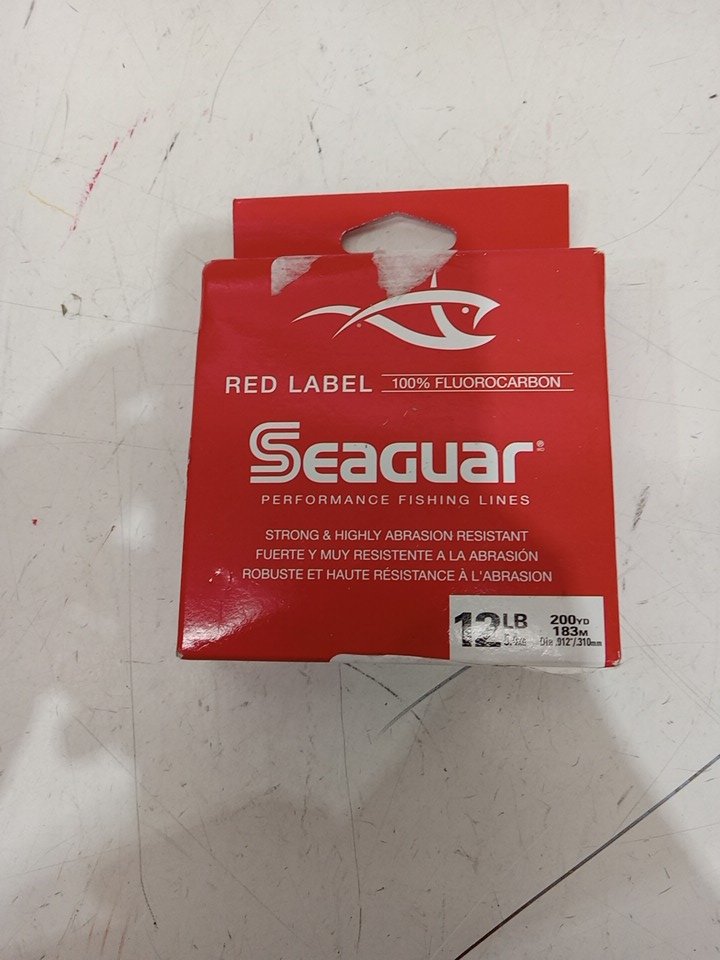 RED LABEL 100% FLUOROCARBON
SEAGUAR®
PERFORMANCE FISHING LINES
STRONG & HIGHLY ABRASION RESISTANT
FUERTE Y MUY RESISTENTE A LA ABRASIÓN
ROBUSTE ET HAUTE RÉSISTANCE À L'ABRASION
12LB 200YD
183M
Dia .012"/.310mm